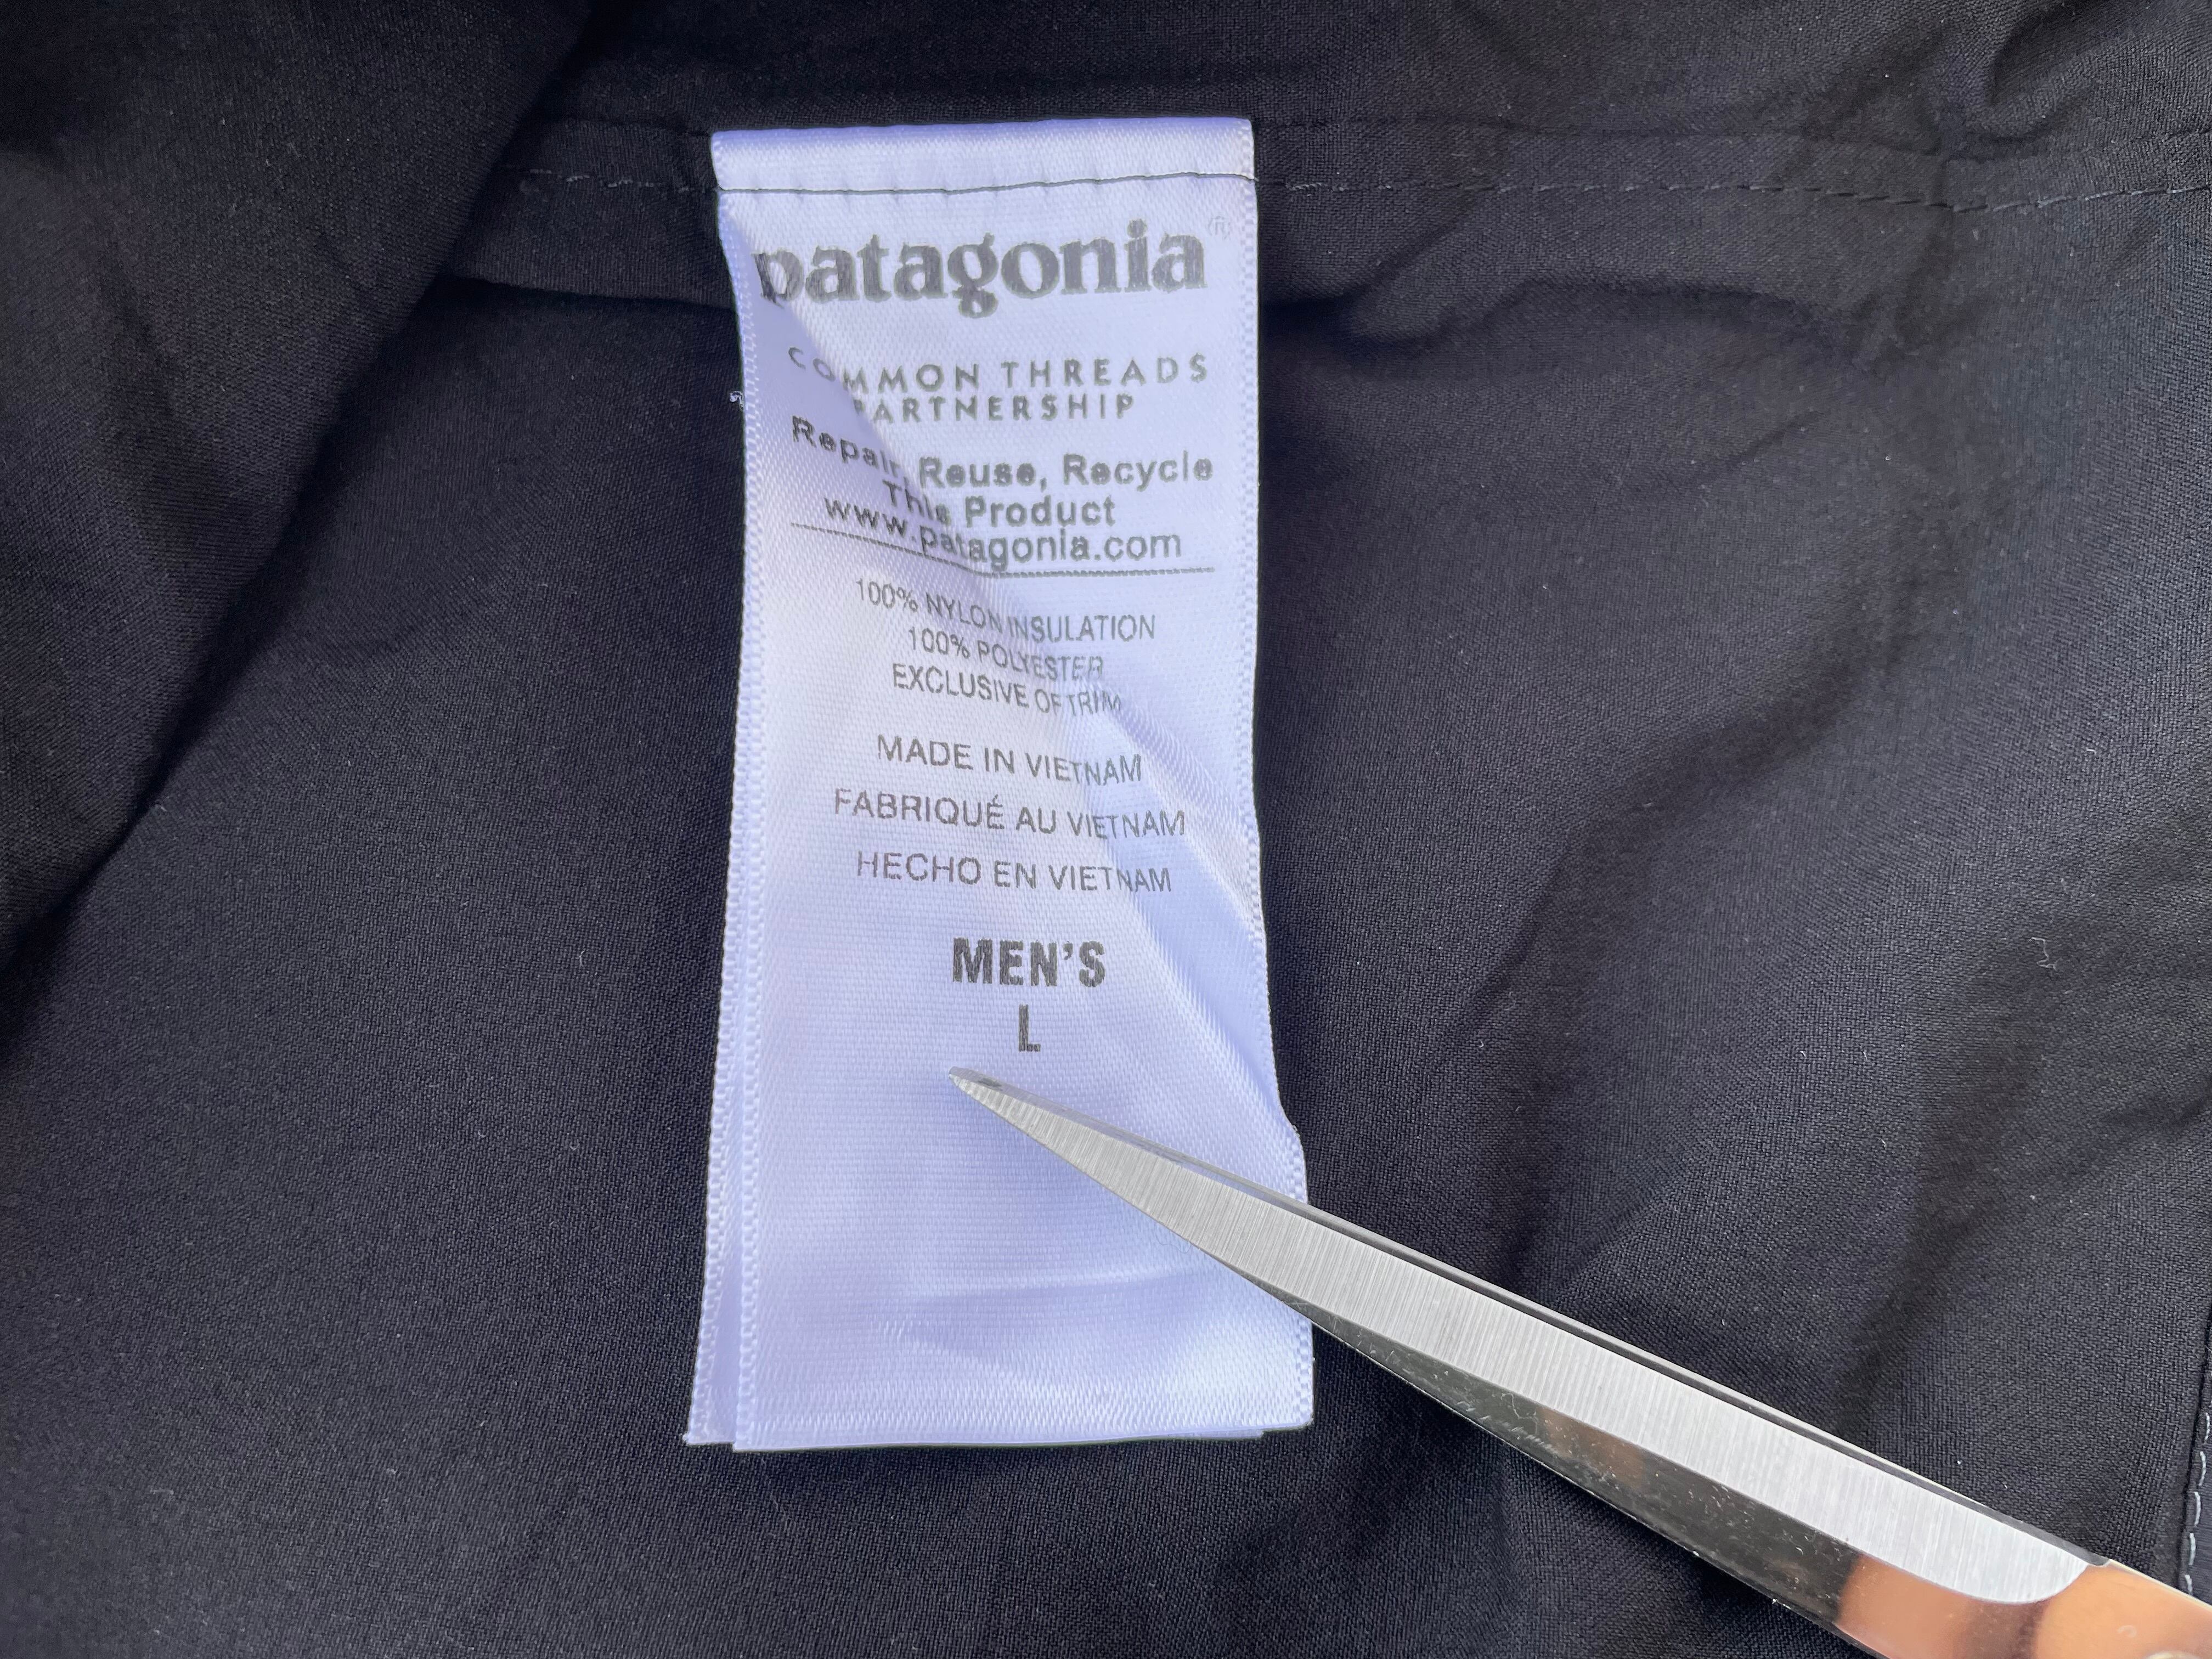 patagonia®
COMMON THREADS
PARTNERSHIP
Repair, Reuse, Recycle
This Product
www.patagonia.com
100% NYLON INSULATION
100% POLYESTER
EXCLUSIVE OF TRIM
MADE IN VIETNAM
FABRIQUÉ AU VIETNAM
HECHO EN VIETNAM
MEN'S
L